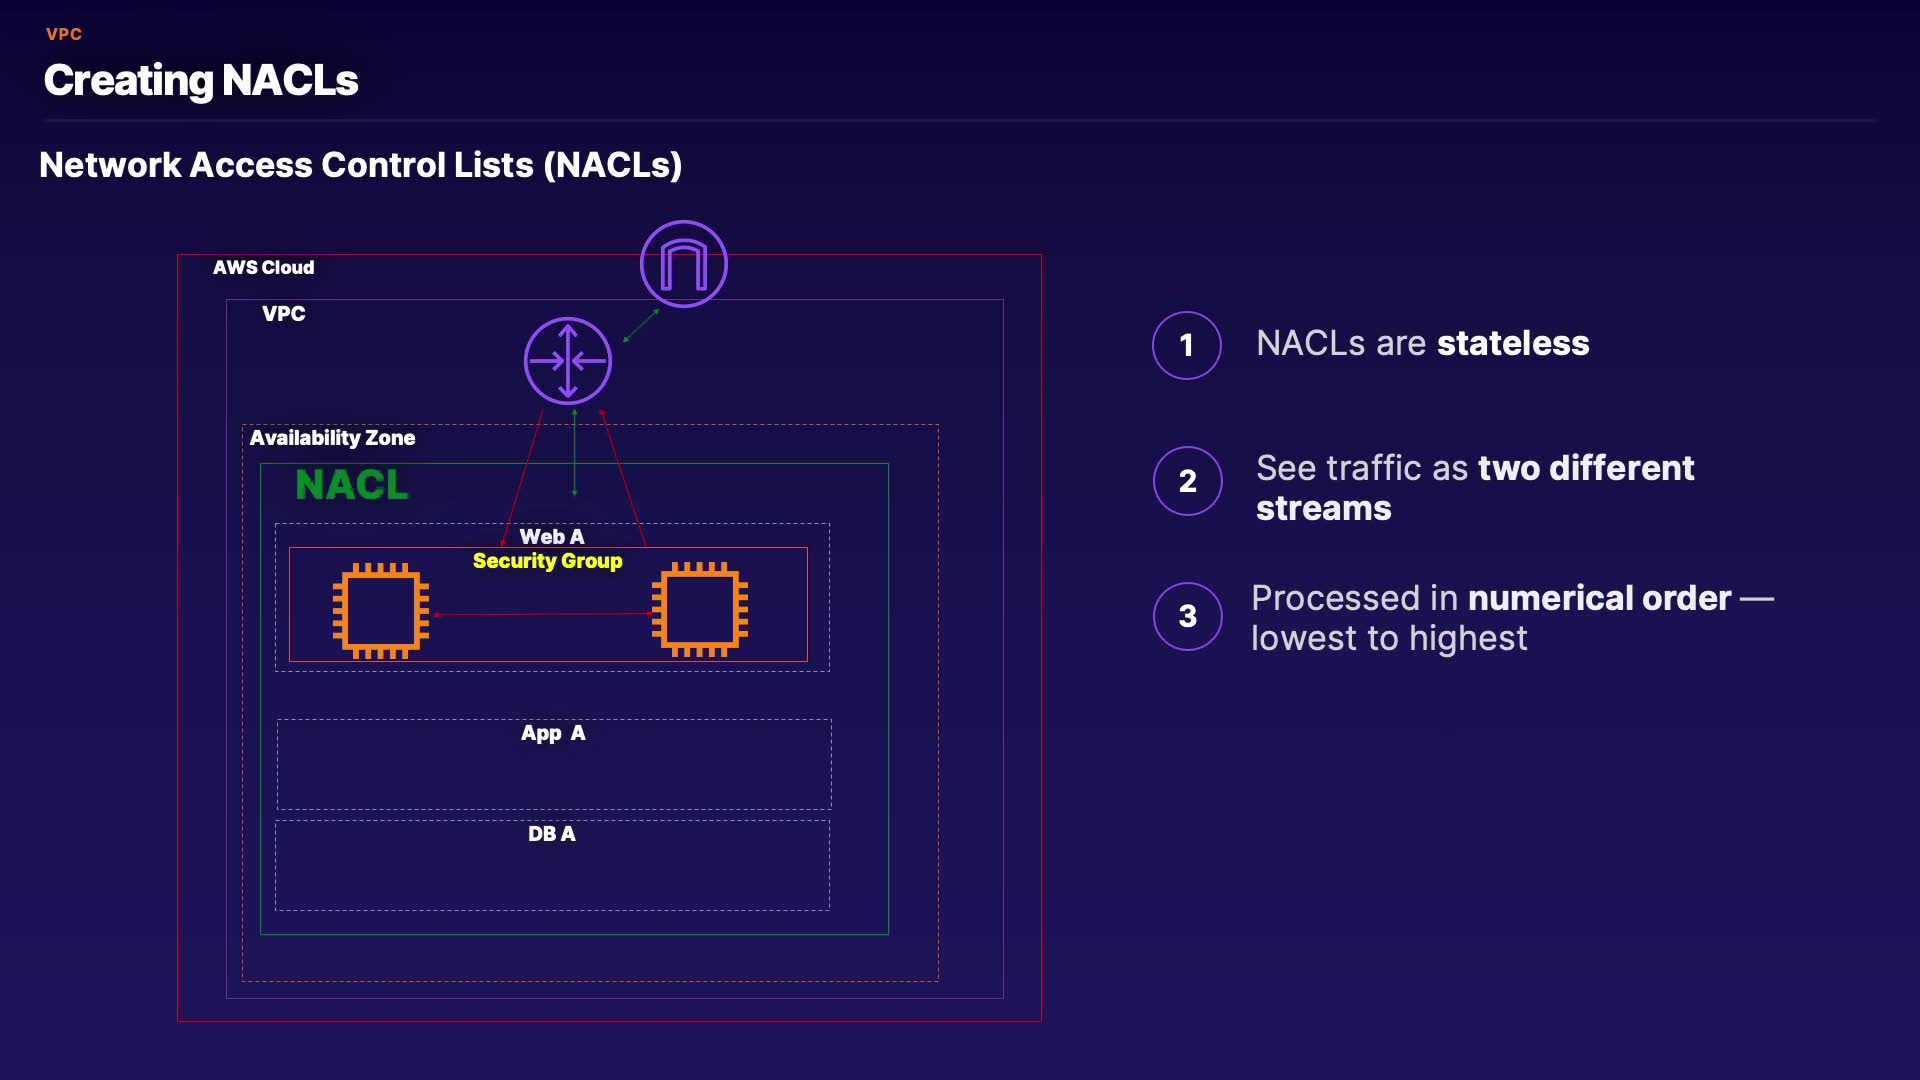 VPC
Creating NACLs
Network Access Control Lists (NACLs)
AWS Cloud
VPC
Availability Zone
NACL
Web A
Security Group
App A
DB A
1
NACLs are stateless
2
See traffic as two different
streams
3
Processed in numerical order —
lowest to highest